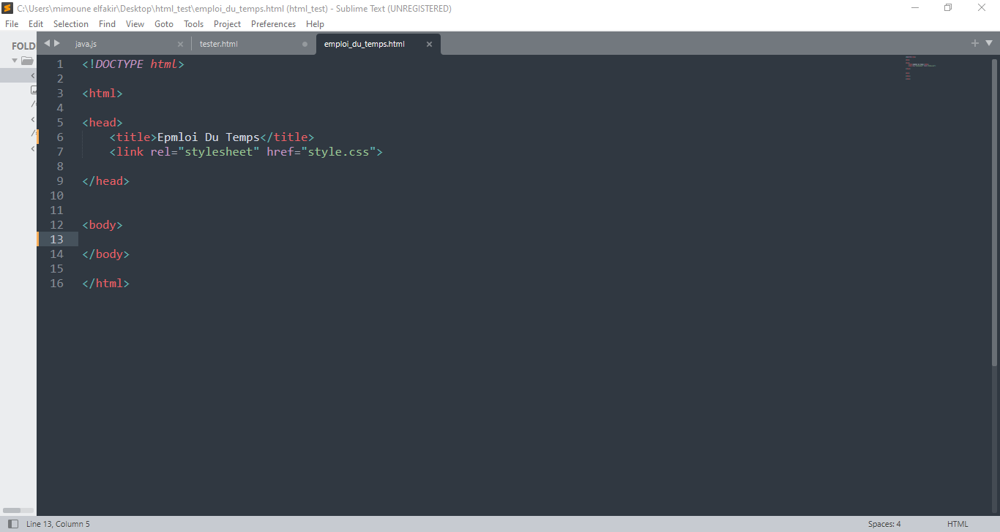 C:\Users\mimoune elfakir\Desktop\html_test\emploi_du_temps.html (html_test) - Sublime Text (UNREGISTERED)
File Edit Selection Find View Goto Tools Project Preferences Help
FOLD
java.js tester.html emploi_du_temps.html
1 <!DOCTYPE html>
2
3 <html>
4
5 <head>
6 <title>Epmloi Du Temps</title>
7 <link rel="stylesheet" href="style.css">
8
9 </head>
10
11
12 <body>
13
14 </body>
15
16 </html>
Line 13, Column 5 Spaces: 4 HTML